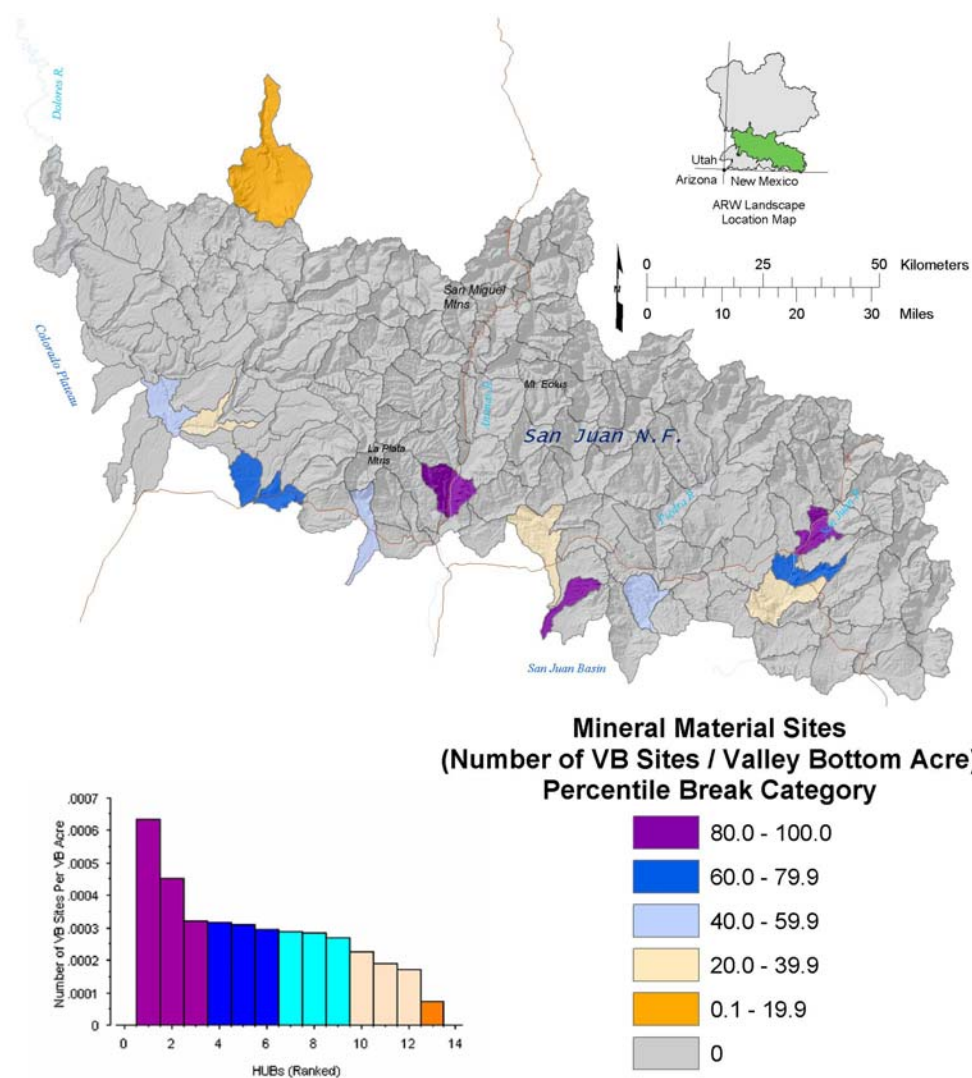 Dolores R.
Utah
Arizona
New Mexico
ARW Landscape
Location Map
N
0 25 50 Kilometers
0 10 20 30 Miles
San Miguel
Mtns
Colorado Plateau
Mt. Eolus
San Juan N.F.
La Plata
Mtns
Piedra R.
San Juan R.
San Juan Basin
Mineral Material Sites
(Number of VB Sites / Valley Bottom Acre)
Percentile Break Category
80.0 - 100.0
60.0 - 79.9
40.0 - 59.9
20.0 - 39.9
0.1 - 19.9
0
Number of VB Sites Per VB Acre
.0007
.0006
.0005
.0004
.0003
.0002
.0001
0
0 2 4 6 8 10 12 14
HUBs (Ranked)